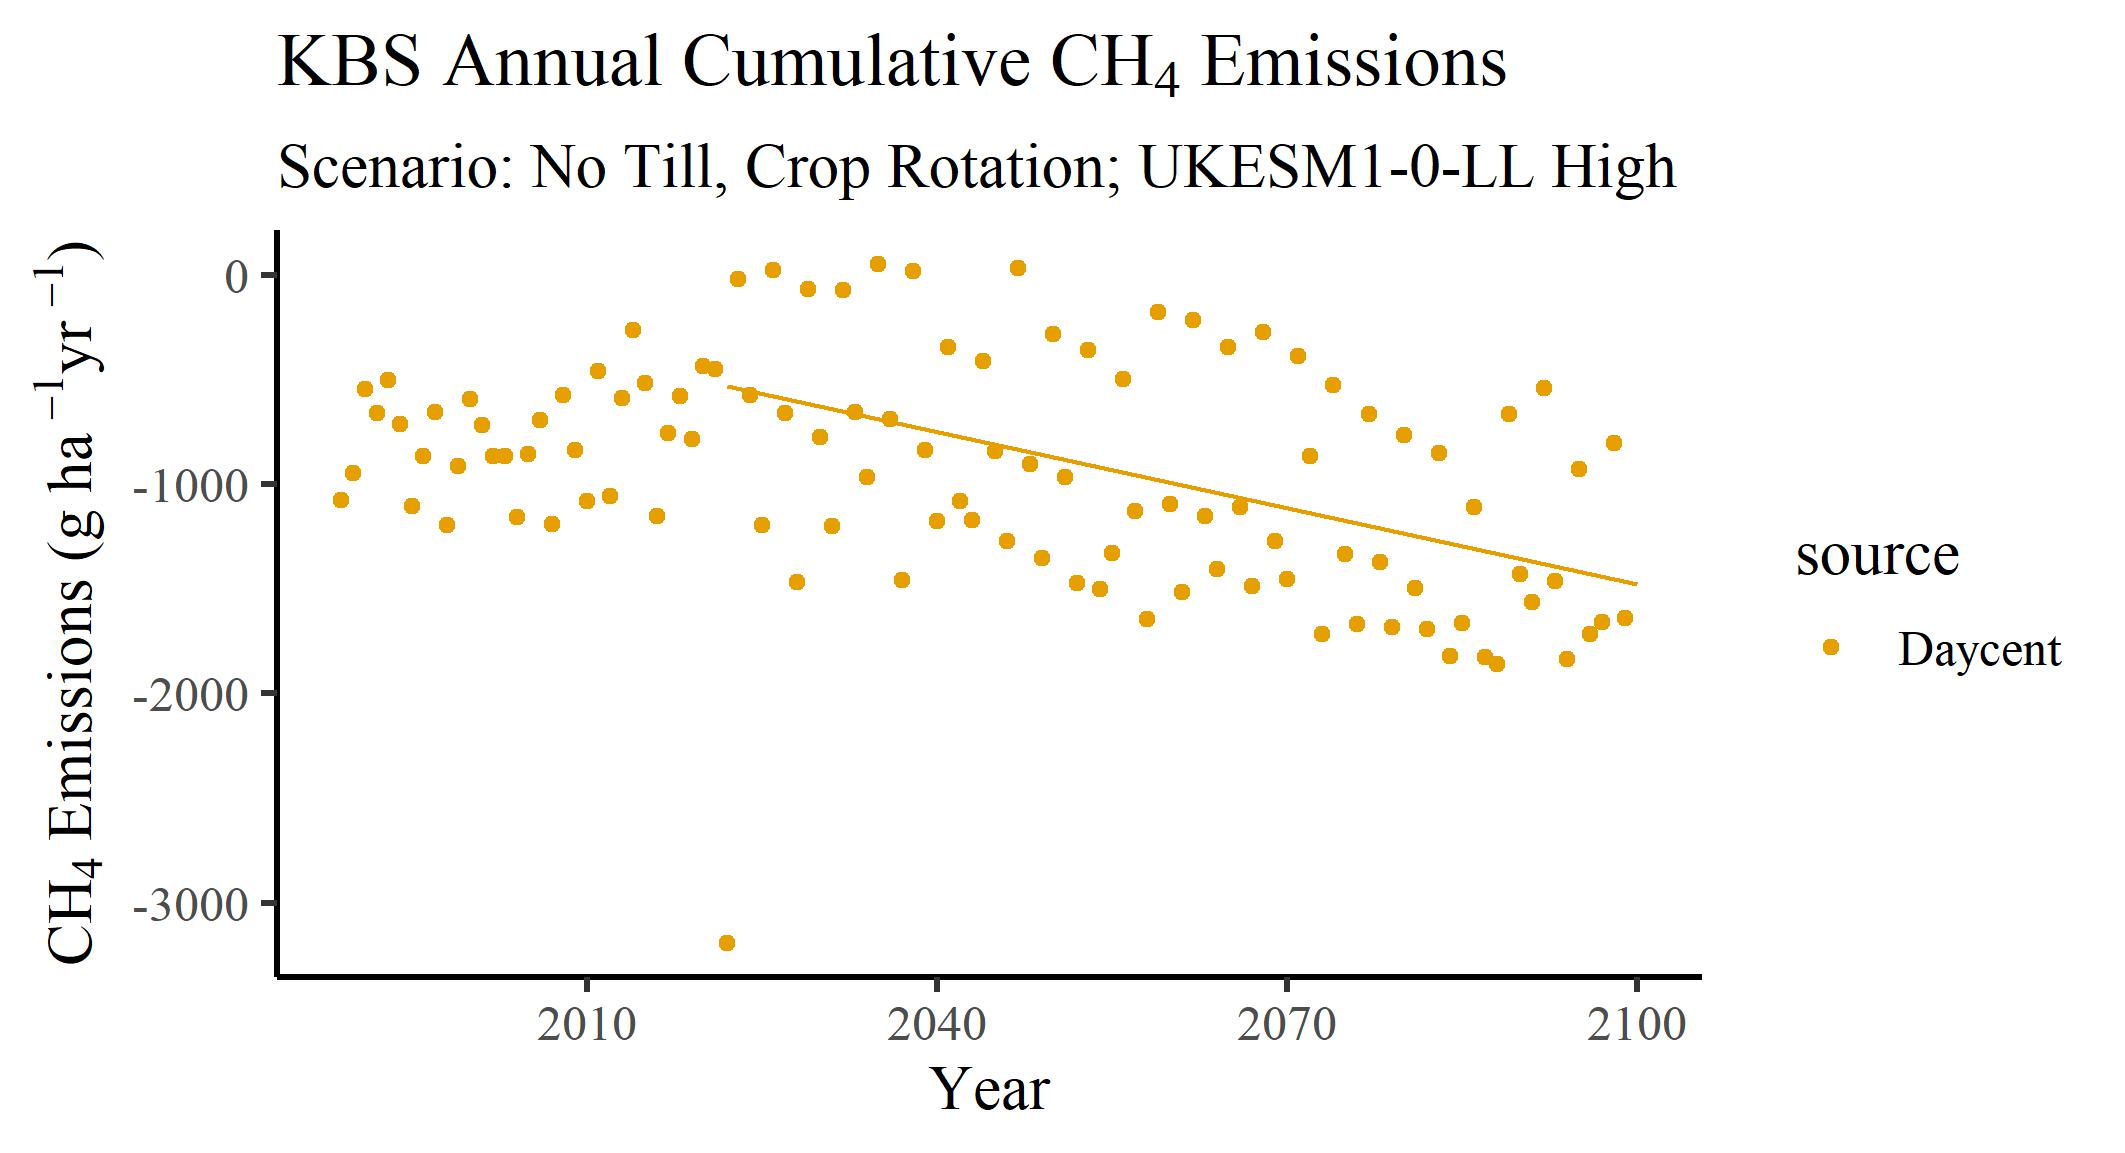 KBS Annual Cumulative CH₄ Emissions
Scenario: No Till, Crop Rotation; UKESM1-0-LL High
CH₄ Emissions (g ha ⁻¹yr ⁻¹)
0
-1000
-2000
-3000
2010 2040 2070 2100
Year
source
Daycent